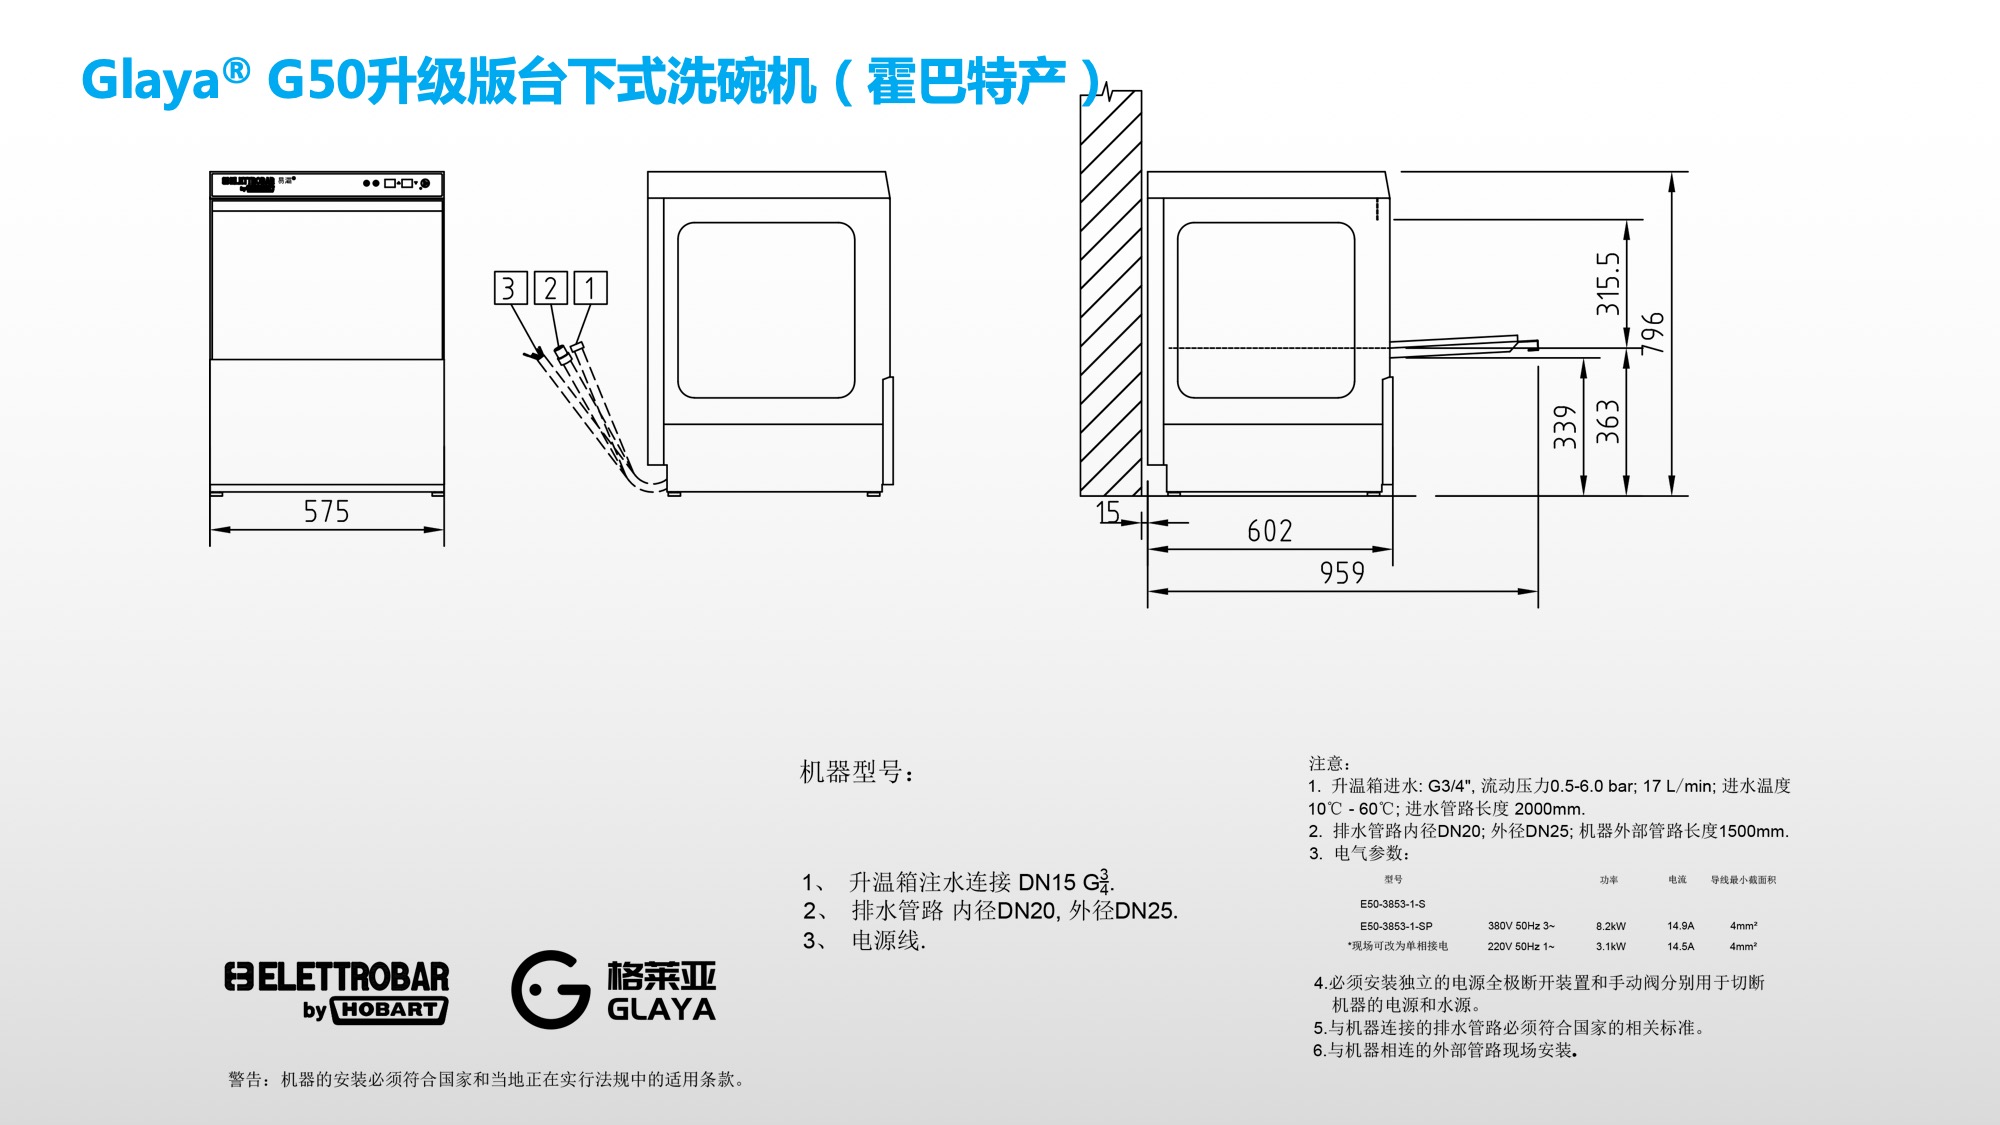 Glaya® G50升级版台下式洗碗机（霍巴特产）
ELETTROBAR 易滋
by HOBART
3 2 1
575
315.5
796
339
363
15
602
959
机器型号：
1、 升温箱注水连接 DN15 G3/4.
2、 排水管路 内径DN20, 外径DN25.
3、 电源线.
注意：
1. 升温箱进水: G3/4", 流动压力0.5-6.0 bar; 17 L/min; 进水温度
10℃ - 60℃; 进水管路长度 2000mm.
2. 排水管路内径DN20; 外径DN25; 机器外部管路长度1500mm.
3. 电气参数：
型号 功率 电流 导线最小截面积
E50-3853-1-S
E50-3853-1-SP 380V 50Hz 3~ 8.2kW 14.9A 4mm²
*现场可改为单相接电 220V 50Hz 1~ 3.1kW 14.5A 4mm²
4.必须安装独立的电源全极断开装置和手动阀分别用于切断
机器的电源和水源。
5.与机器连接的排水管路必须符合国家的相关标准。
6.与机器相连的外部管路现场安装.
ELETTROBAR
by HOBART
格莱亚
GLAYA
警告：机器的安装必须符合国家和当地正在实行法规中的适用条款。